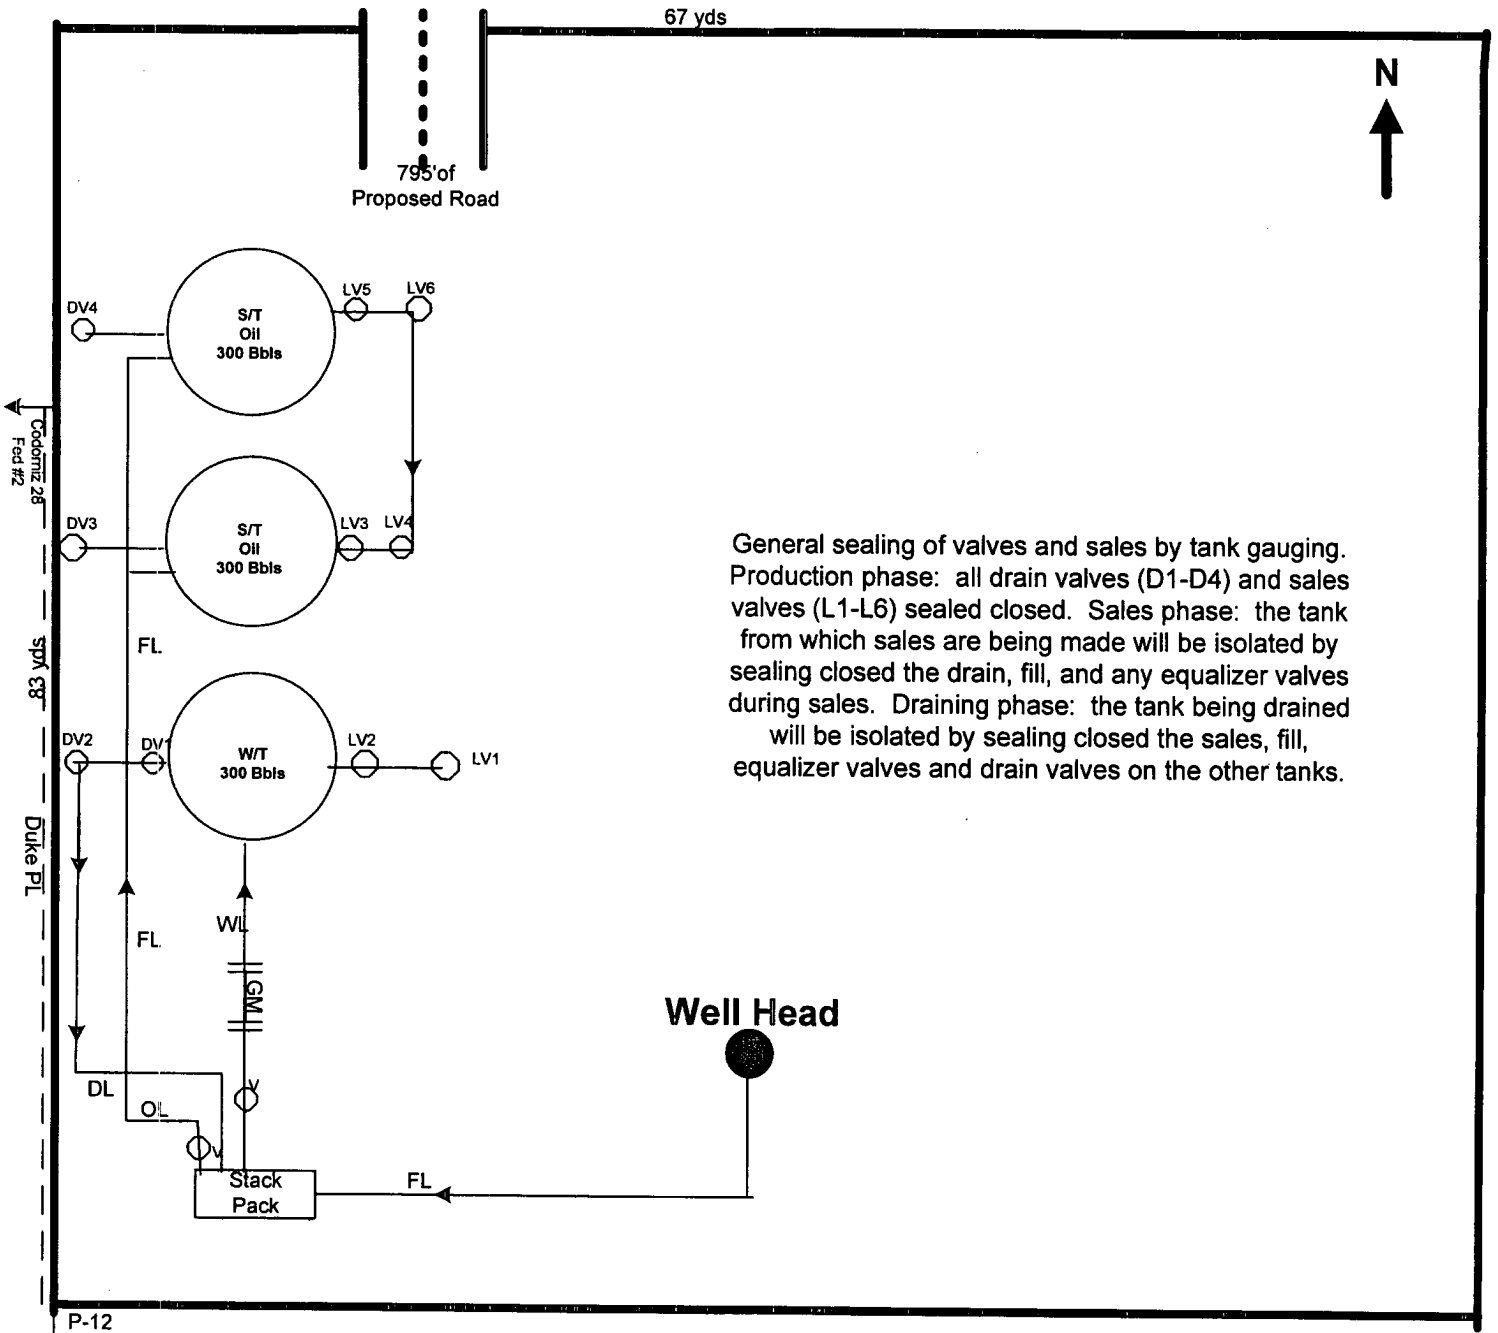 67 yds
N
795'of
Proposed Road
LV5
LV6
DV4
S/T
Oil
300 Bbls
Codorniz 28
Fed #2
DV3
LV3
LV4
S/T
Oil
300 Bbls
General sealing of valves and sales by tank gauging.
Production phase: all drain valves (D1-D4) and sales
valves (L1-L6) sealed closed. Sales phase: the tank
from which sales are being made will be isolated by
sealing closed the drain, fill, and any equalizer valves
during sales. Draining phase: the tank being drained
will be isolated by sealing closed the sales, fill,
equalizer valves and drain valves on the other tanks.
FL
83 yds
DV2
DV1
W/T
300 Bbls
LV2
LV1
Duke PL
WL
FL
GM
Well Head
DL
V
OL
V
Stack
Pack
FL
P-12